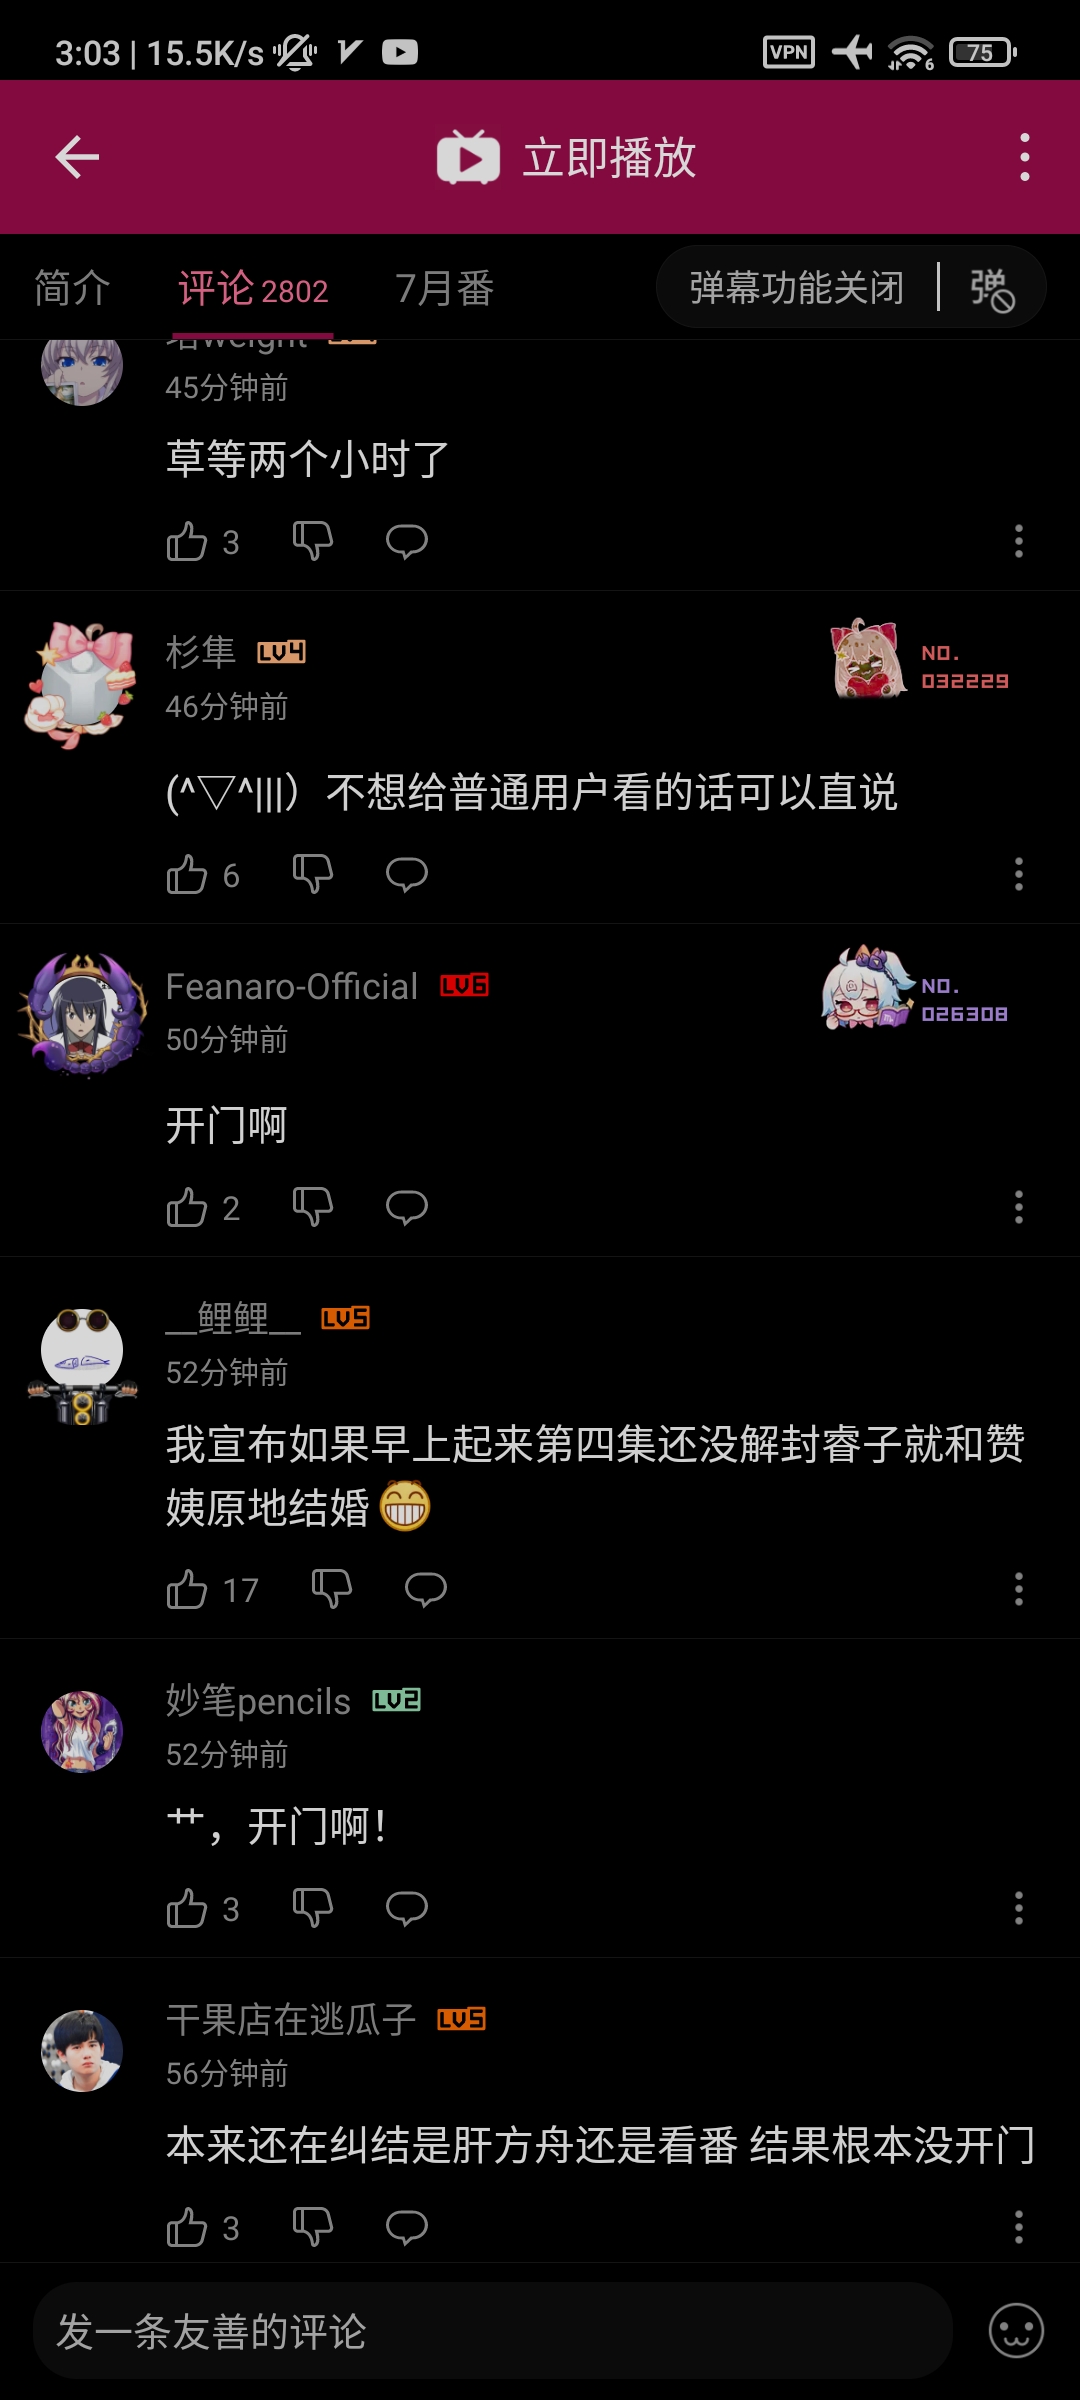 3:03 | 15.5K/s
VPN
6
75
立即播放
简介
评论 2802
7月番
弹幕功能关闭
弹
45分钟前
草等两个小时了
3
杉隼 LV4
NO.
032229
46分钟前
(^▽^|||）不想给普通用户看的话可以直说
6
Feanaro-Official LV6
NO.
026308
50分钟前
开门啊
2
__鲤鲤__ LV5
52分钟前
我宣布如果早上起来第四集还没解封睿子就和赞
姨原地结婚
17
妙笔pencils LV2
52分钟前
艹，开门啊！
3
干果店在逃瓜子 LV5
56分钟前
本来还在纠结是肝方舟还是看番 结果根本没开门
3
发一条友善的评论